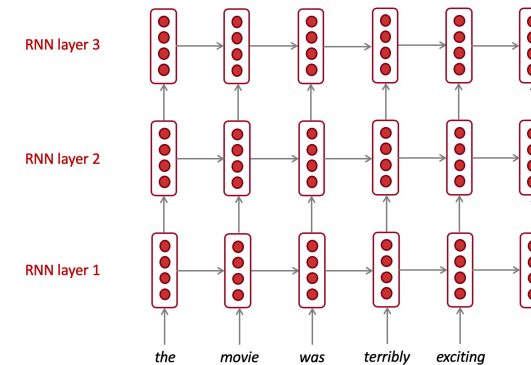 RNN layer 3
RNN layer 2
RNN layer 1
the movie was terribly exciting